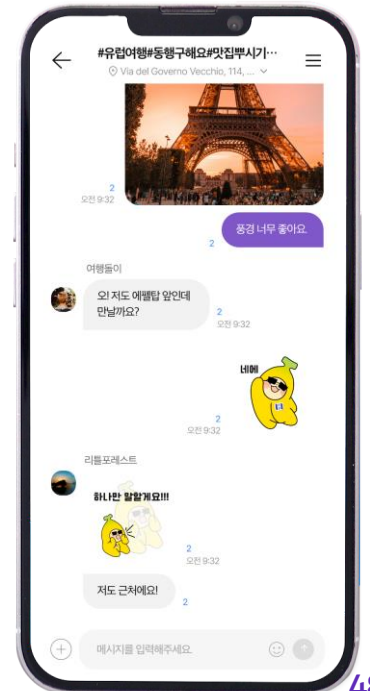 #유럽여행#동행구해요#맛집뿌시기…
Via del Governo Vecchio, 114, ...
2
오전 9:32
풍경 너무 좋아요
2
여행돌이
오! 저도 에펠탑 앞인데
만날까요?
2
오전 9:32
네에
2
오전 9:32
리틀포레스트
하나만 말할게요!!!
2
오전 9:32
저도 근처에요!
2
메시지를 입력해주세요.